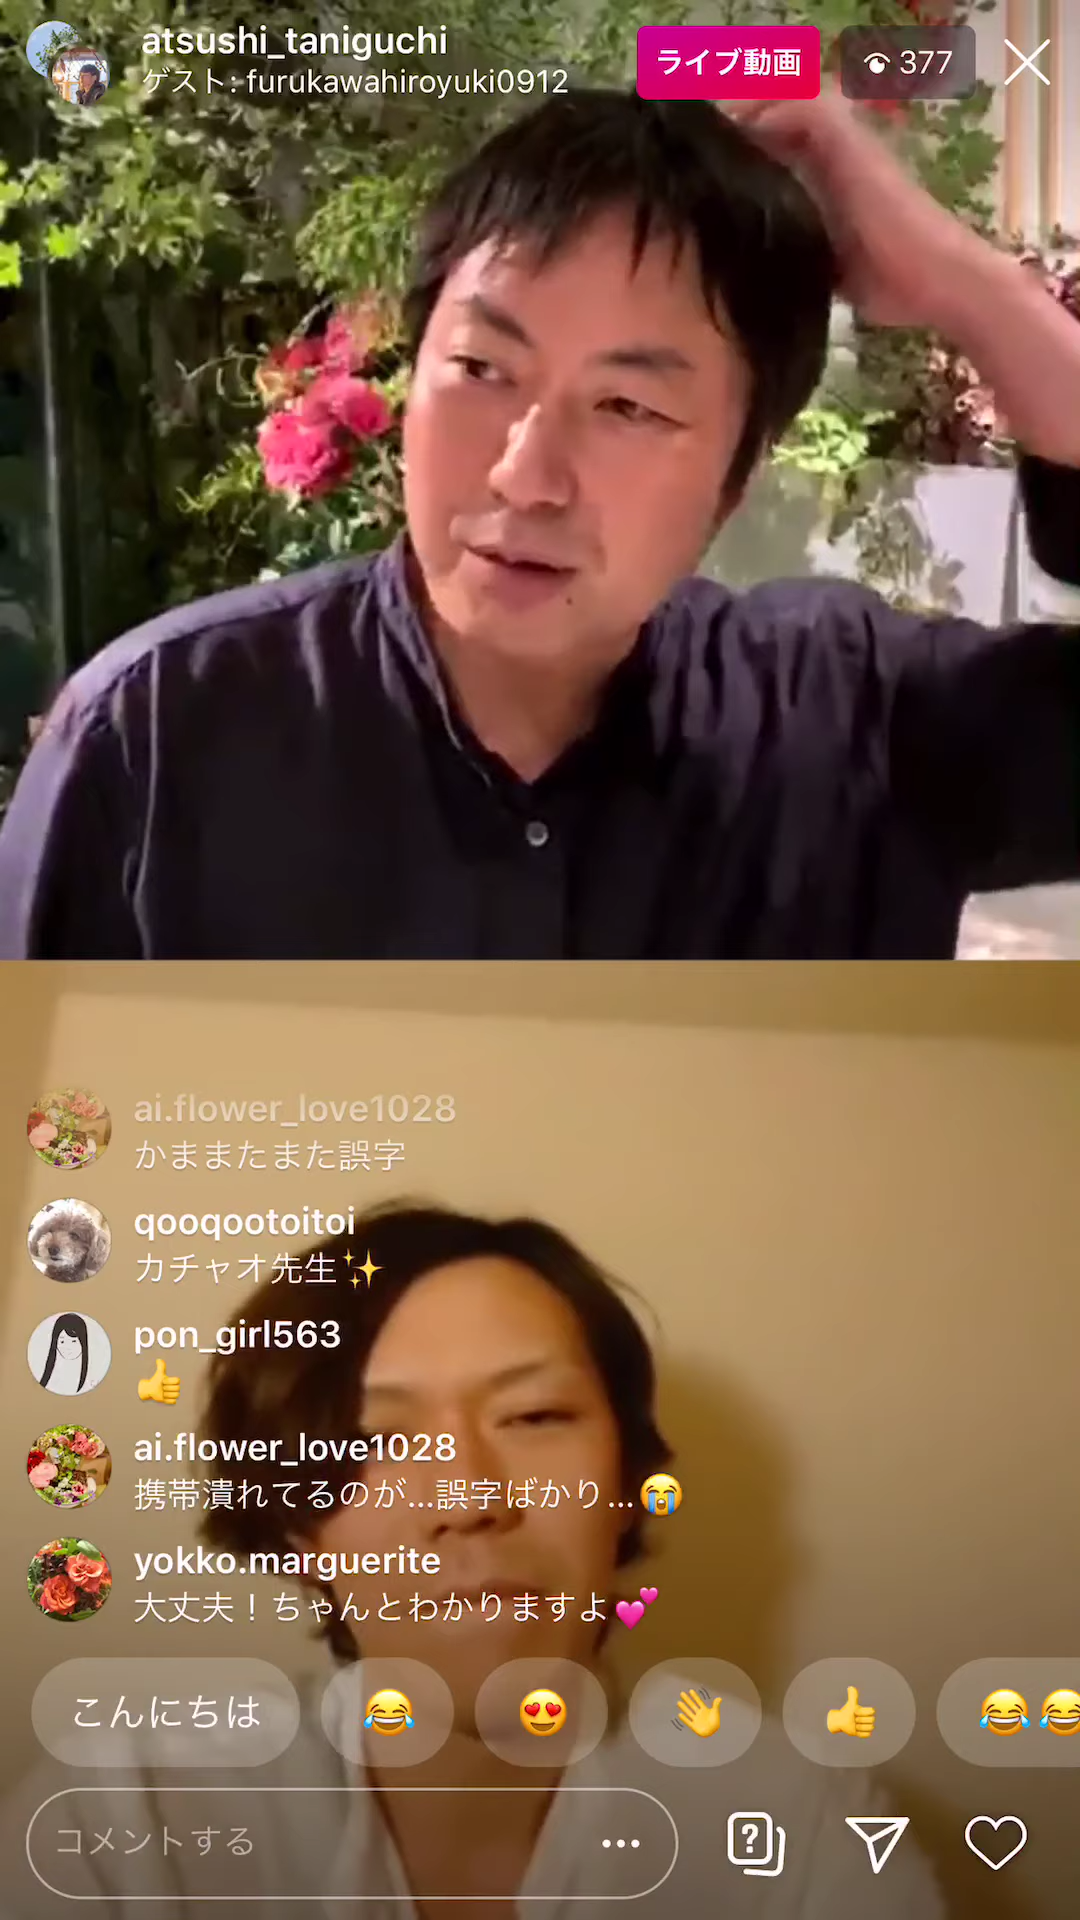 atsushi_taniguchi
ゲスト: furukawahiroyuki0912
ライブ動画
377
ai.flower_love1028
かままたまた誤字
qooqootoitoi
カチャオ先生✨
pon_girl563
👍
ai.flower_love1028
携帯潰れてるのが...誤字ばかり...😭
yokko.marguerite
大丈夫！ちゃんとわかりますよ💕
こんにちは
コメントする